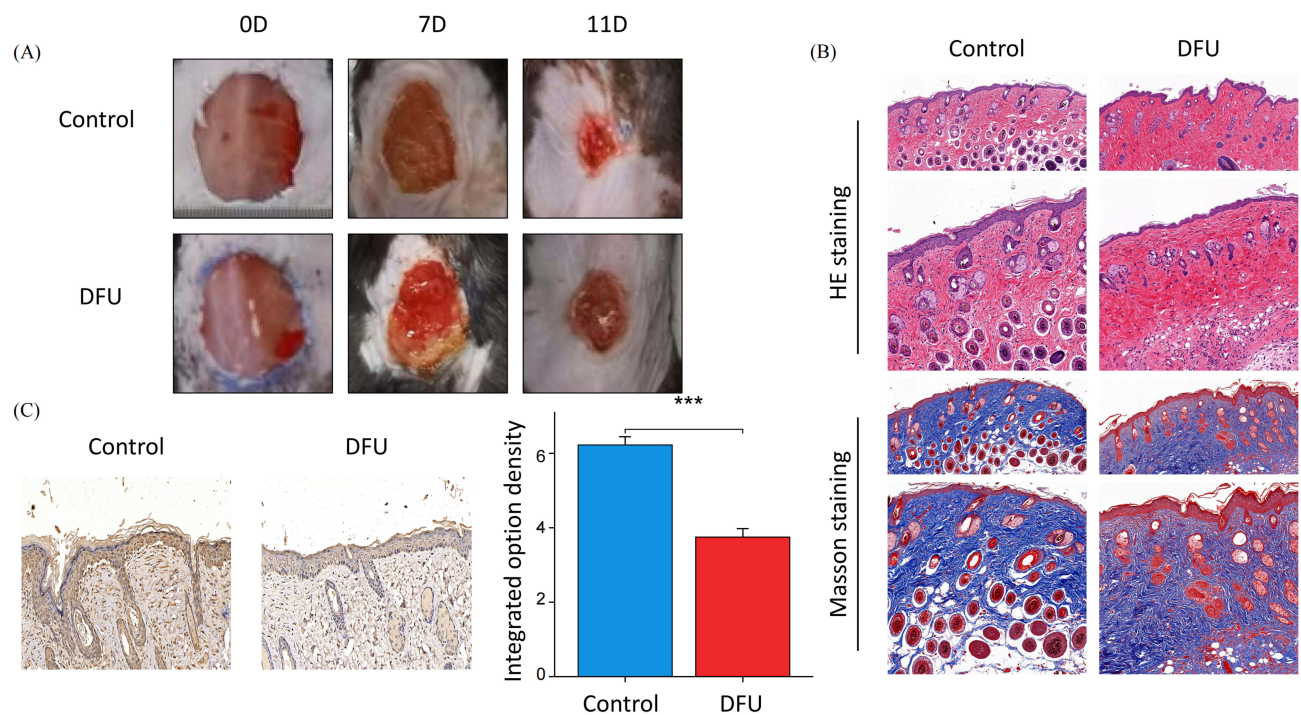 0D 7D 11D
(A)
Control
DFU
(B)
Control DFU
HE staining
Masson staining
(C)
Control DFU
***
Integrated option density
6
4
2
0
Control DFU